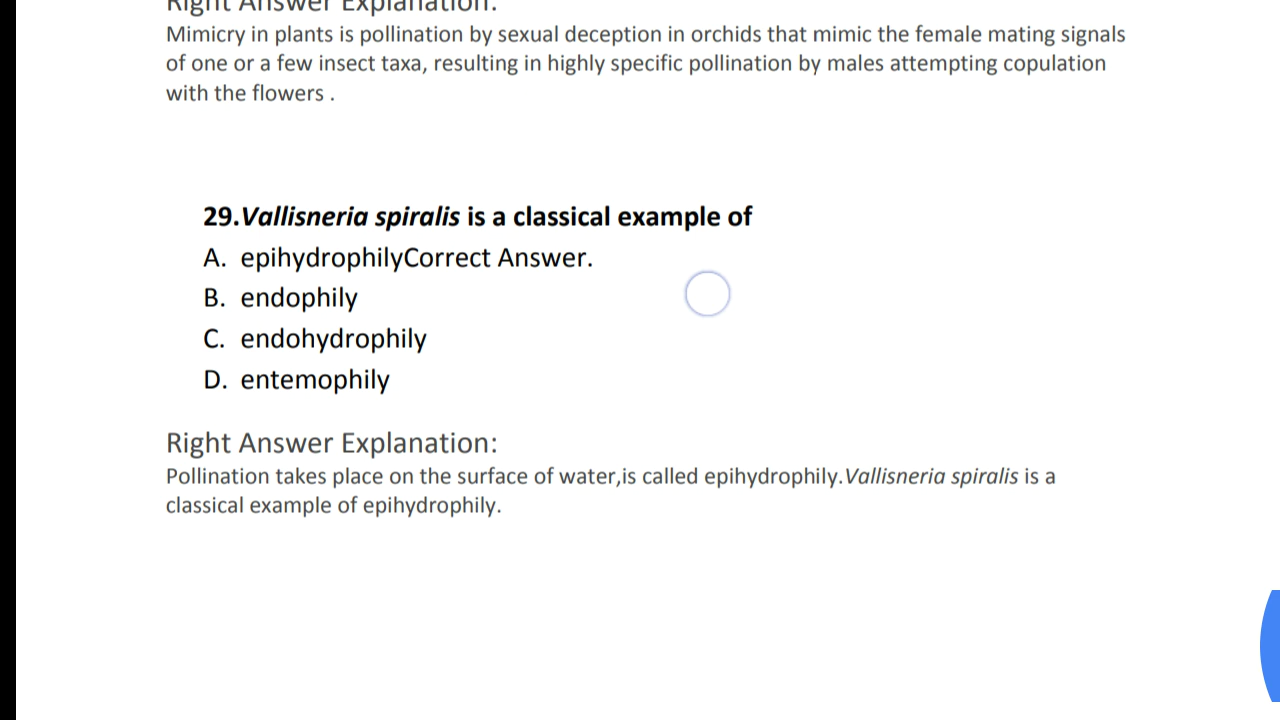 Right Answer Explanation:
Mimicry in plants is pollination by sexual deception in orchids that mimic the female mating signals
of one or a few insect taxa, resulting in highly specific pollination by males attempting copulation
with the flowers .
29.Vallisneria spiralis is a classical example of
A. epihydrophilyCorrect Answer.
B. endophily
C. endohydrophily
D. entemophily
Right Answer Explanation:
Pollination takes place on the surface of water,is called epihydrophily.Vallisneria spiralis is a
classical example of epihydrophily.